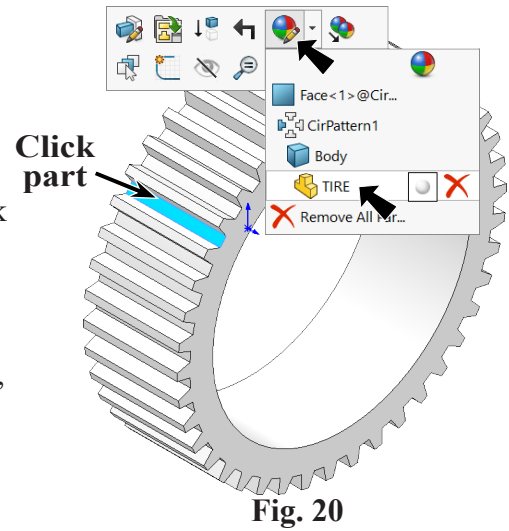 Face<1>@Cir...
CirPattern1
Body
TIRE
Remove All Par...
Click
part
k
,
Fig. 20